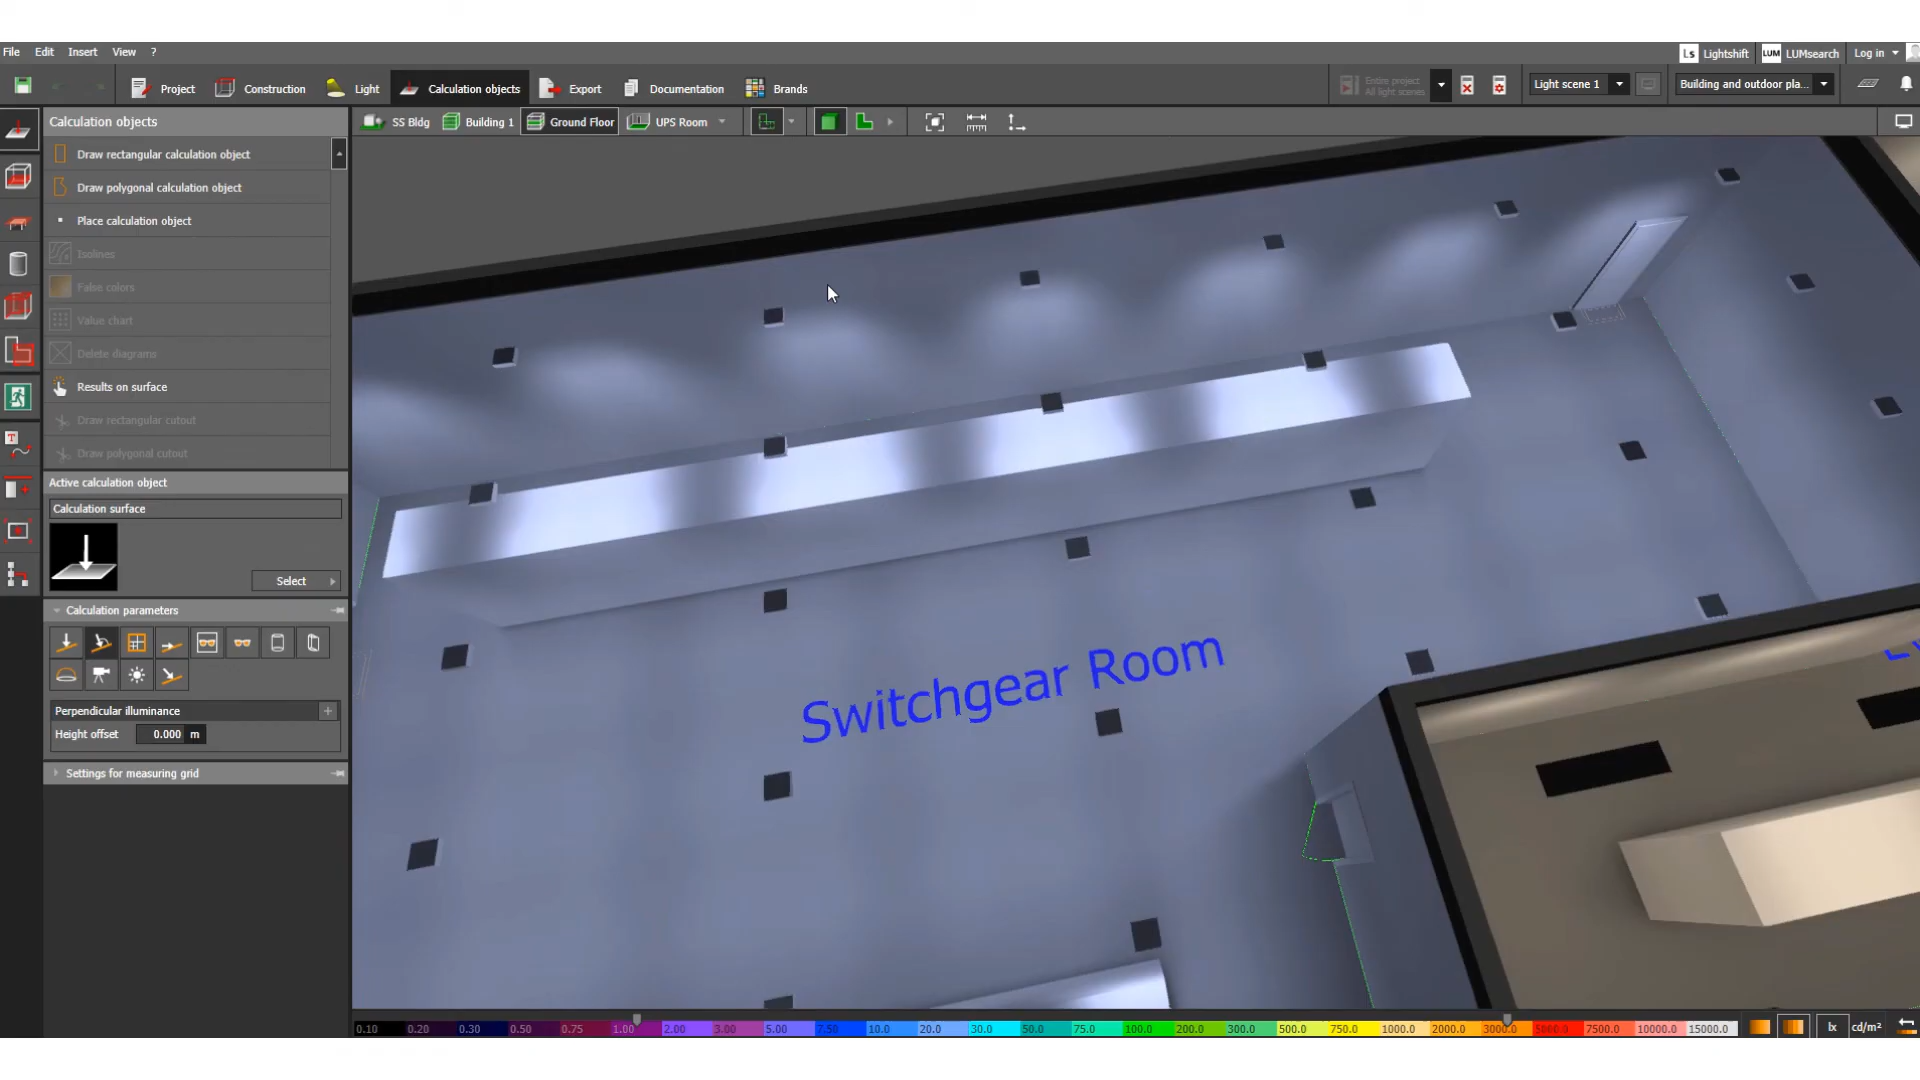 File Edit Insert View ?
Ls Lightshift LUM LUMsearch Log in
Project Construction Light Calculation objects Export Documentation Brands
Entire project
All light scenes
Light scene 1
Building and outdoor pla...
Calculation objects
SS Bldg Building 1 Ground Floor UPS Room
Draw rectangular calculation object
Draw polygonal calculation object
Place calculation object
Isolines
False colors
Value chart
Delete diagrams
Results on surface
Draw rectangular cutout
Draw polygonal cutout
Active calculation object
Calculation surface
Select
Calculation parameters
Perpendicular illuminance
Height offset 0.000 m
Settings for measuring grid
Switchgear Room
0.10 0.20 0.30 0.50 0.75 1.00 2.00 3.00 5.00 7.50 10.0 20.0 30.0 50.0 75.0 100.0 200.0 300.0 500.0 750.0 1000.0 2000.0 3000.0 5000.0 7500.0 10000.0 15000.0 lx cd/m²